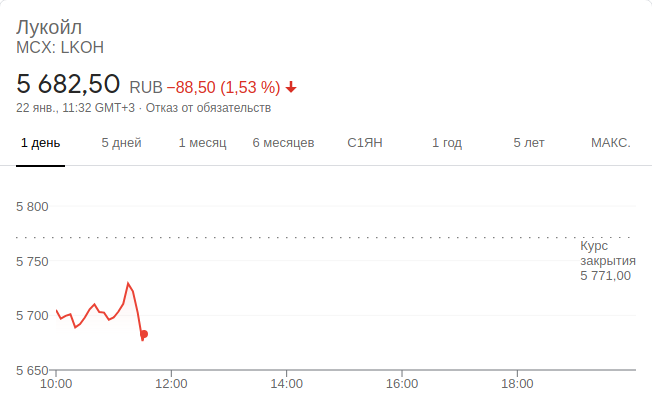 Лукойл
MCX: LKOH
5 682,50 RUB −88,50 (1,53 %)
22 янв., 11:32 GMT+3 · Отказ от обязательств
1 день 5 дней 1 месяц 6 месяцев С1ЯН 1 год 5 лет МАКС.
5 800
Курс
закрытия
5 771,00
5 750
5 700
5 650
10:00 12:00 14:00 16:00 18:00